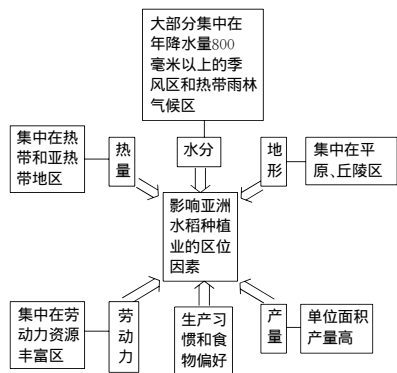 大部分集中在
年降水量800
毫米以上的季
风区和热带雨林
气候区
集中在热
带和亚热
带地区
热
量
水分
地
形
集中在平
原、丘陵区
影响亚洲
水稻种植
业的区位
因素
集中在劳
动力资源
丰富区
劳
动
力
生产习
惯和食
物偏好
产
量
单位面积
产量高